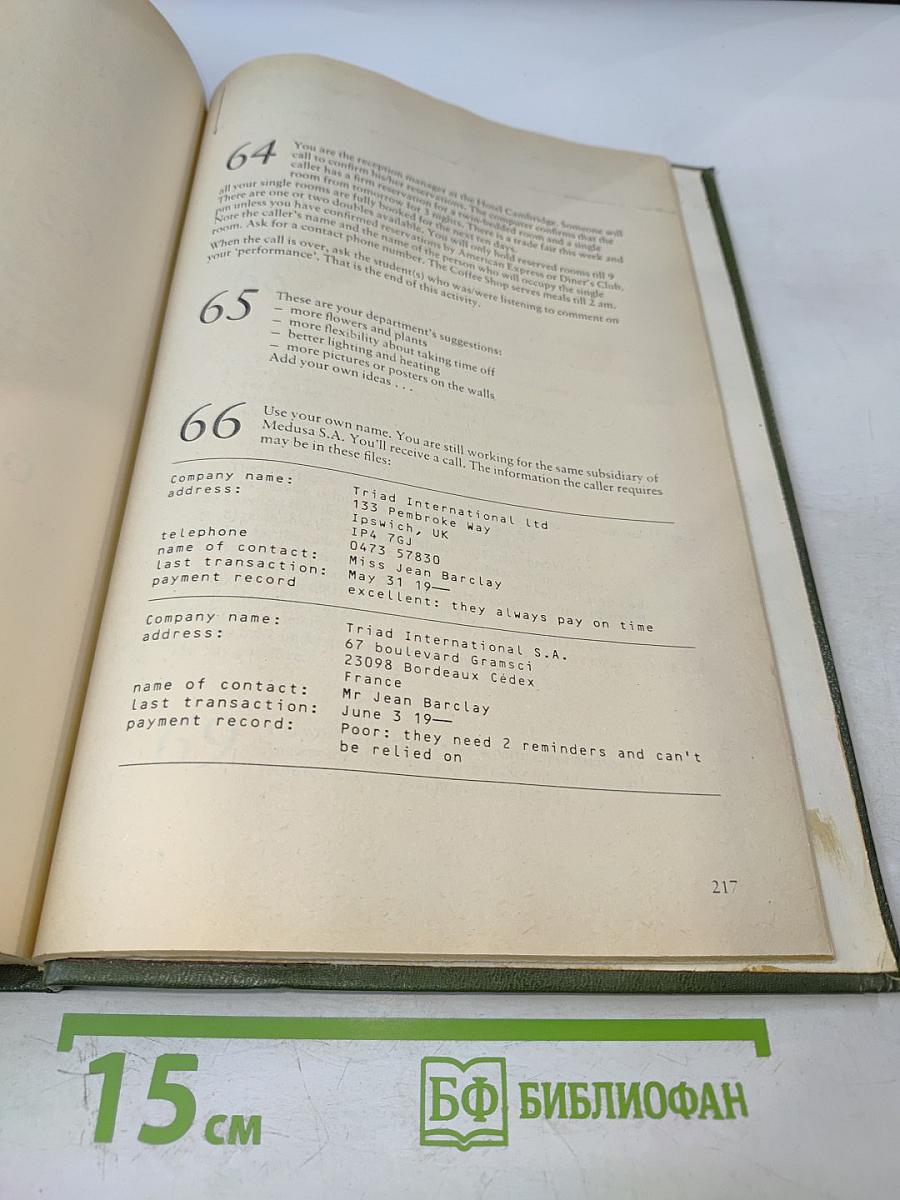 64
You are the reception manager at the Hotel Cambridge. Someone will
call to confirm his/her reservations. The computer confirms that the
caller has a firm reservation for a twin-bedded room and a single
room from tomorrow for 3 nights. There is a trade fair this week and
all your single rooms are fully booked for the next ten days.
There are one or two doubles available. You will only hold reserved rooms till 9
pm unless you have confirmed reservations by American Express or Diner's Club.
Note the caller's name and the name of the person who will occupy the single
room. Ask for a contact phone number. The Coffee Shop serves meals till 2 am.
When the call is over, ask the student(s) who was/were listening to comment on
your 'performance'. That is the end of this activity.
65
These are your department's suggestions:
– more flowers and plants
– more flexibility about taking time off
– better lighting and heating
– more pictures or posters on the walls
Add your own ideas . . .
66
Use your own name. You are still working for the same subsidiary of
Medusa S.A. You'll receive a call. The information the caller requires
may be in these files:
Company name: Triad International ltd
address: 133 Pembroke Way
Ipswich, UK
IP4 7GJ
telephone 0473 57830
name of contact: Miss Jean Barclay
last transaction: May 31 19—
payment record excellent: they always pay on time
Company name: Triad International S.A.
address: 67 boulevard Gramsci
23098 Bordeaux Cédex
France
name of contact: Mr Jean Barclay
last transaction: June 3 19—
payment record: Poor: they need 2 reminders and can't
be relied on
217
15 см
БФ БИБЛИОФАН